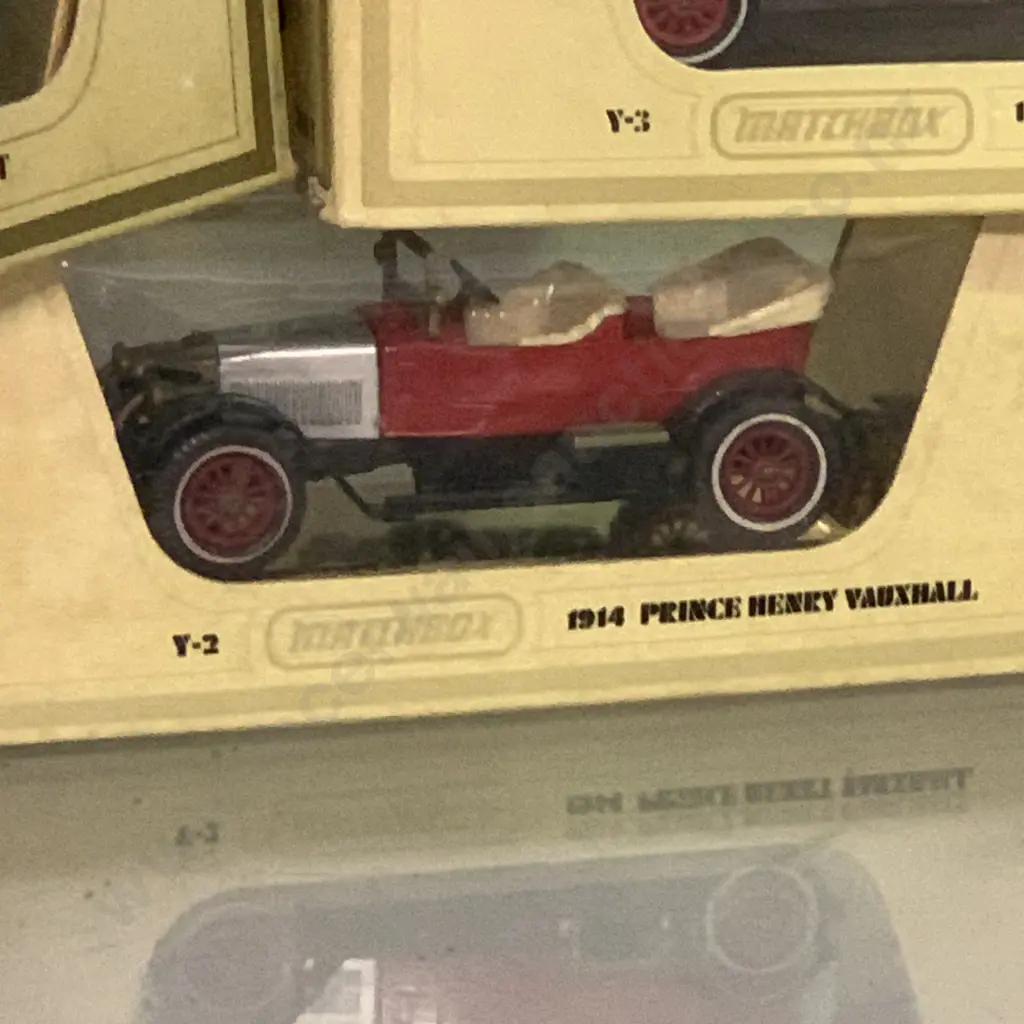 Y-3 MATCHBOX
Y-2 MATCHBOX 1914 PRINCE HENRY VAUXHALL